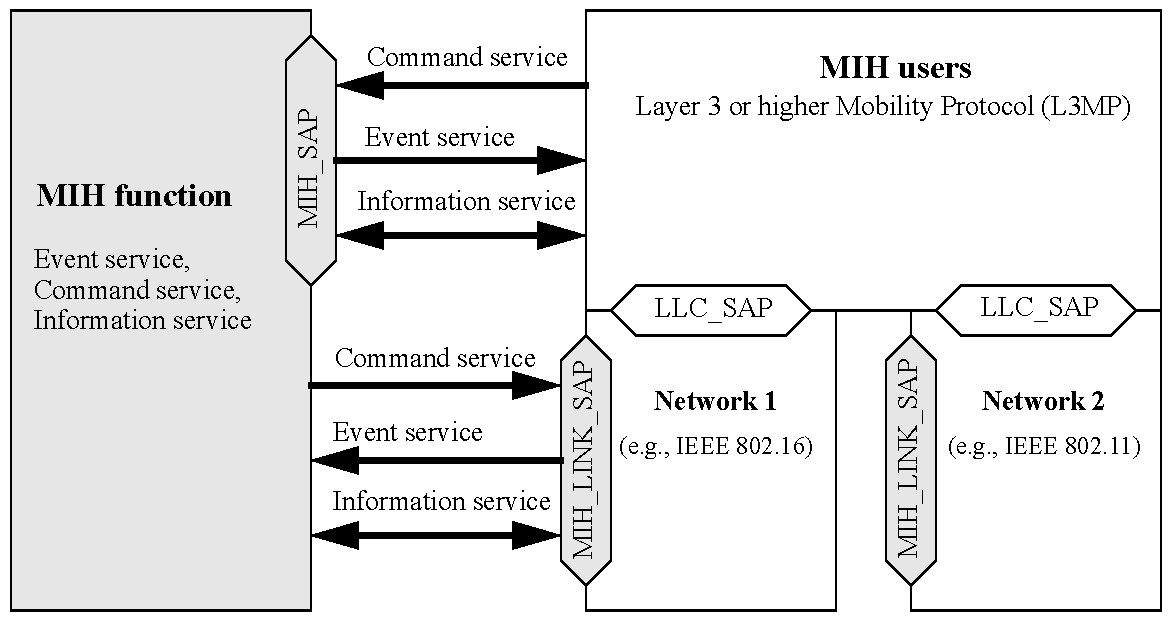 Command service
MIH users
Layer 3 or higher Mobility Protocol (L3MP)
MIH_SAP
Event service
MIH function
Information service
Event service,
Command service,
Information service
LLC_SAP
LLC_SAP
Command service
MIH_LINK_SAP
Network 1
(e.g., IEEE 802.16)
MIH_LINK_SAP
Network 2
(e.g., IEEE 802.11)
Event service
Information service